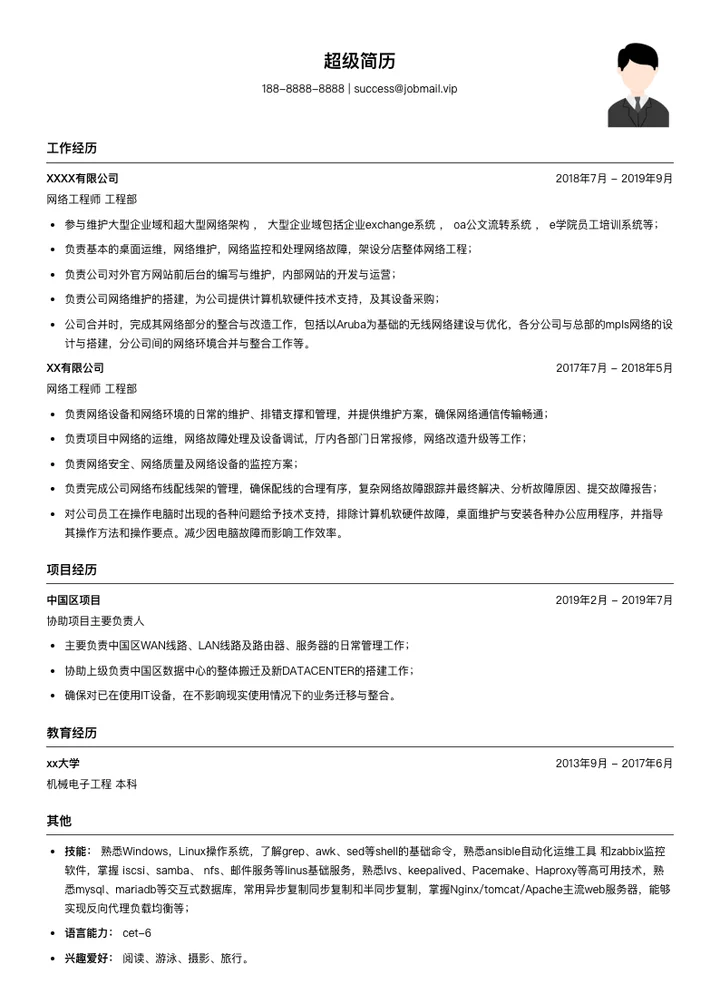 超级简历
188-8888-8888 | success@jobmail.vip
工作经历
XXXX有限公司 2018年7月 – 2019年9月
网络工程师 工程部
• 参与维护大型企业域和超大型网络架构 ， 大型企业域包括企业exchange系统 ， oa公文流转系统 ， e学院员工培训系统等；
• 负责基本的桌面运维，网络维护，网络监控和处理网络故障，架设分店整体网络工程；
• 负责公司对外官方网站前后台的编写与维护，内部网站的开发与运营；
• 负责公司网络维护的搭建，为公司提供计算机软硬件技术支持，及其设备采购；
• 公司合并时，完成其网络部分的整合与改造工作，包括以Aruba为基础的无线网络建设与优化，各分公司与总部的mpls网络的设
计与搭建，分公司间的网络环境合并与整合工作等。
XX有限公司 2017年7月 – 2018年5月
网络工程师 工程部
• 负责网络设备和网络环境的日常的维护、排错支撑和管理，并提供维护方案，确保网络通信传输畅通；
• 负责项目中网络的运维，网络故障处理及设备调试，厅内各部门日常报修，网络改造升级等工作；
• 负责网络安全、网络质量及网络设备的监控方案；
• 负责完成公司网络布线配线架的管理，确保配线的合理有序，复杂网络故障跟踪并最终解决、分析故障原因、提交故障报告；
• 对公司员工在操作电脑时出现的各种问题给予技术支持，排除计算机软硬件故障，桌面维护与安装各种办公应用程序，并指导
其操作方法和操作要点。减少因电脑故障而影响工作效率。
项目经历
中国区项目 2019年2月 – 2019年7月
协助项目主要负责人
• 主要负责中国区WAN线路、LAN线路及路由器、服务器的日常管理工作；
• 协助上级负责中国区数据中心的整体搬迁及新DATACENTER的搭建工作；
• 确保对已在使用IT设备，在不影响现实使用情况下的业务迁移与整合。
教育经历
xx大学 2013年9月 – 2017年6月
机械电子工程 本科
其他
• 技能： 熟悉Windows，Linux操作系统，了解grep、awk、sed等shell的基础命令，熟悉ansible自动化运维工具 和zabbix监控
软件，掌握 iscsi、samba、 nfs、邮件服务等linus基础服务，熟悉lvs、keepalived、Pacemake、Haproxy等高可用技术，熟
悉mysql、mariadb等交互式数据库，常用异步复制同步复制和半同步复制，掌握Nginx/tomcat/Apache主流web服务器，能够
实现反向代理负载均衡等；
• 语言能力： cet-6
• 兴趣爱好： 阅读、游泳、摄影、旅行。